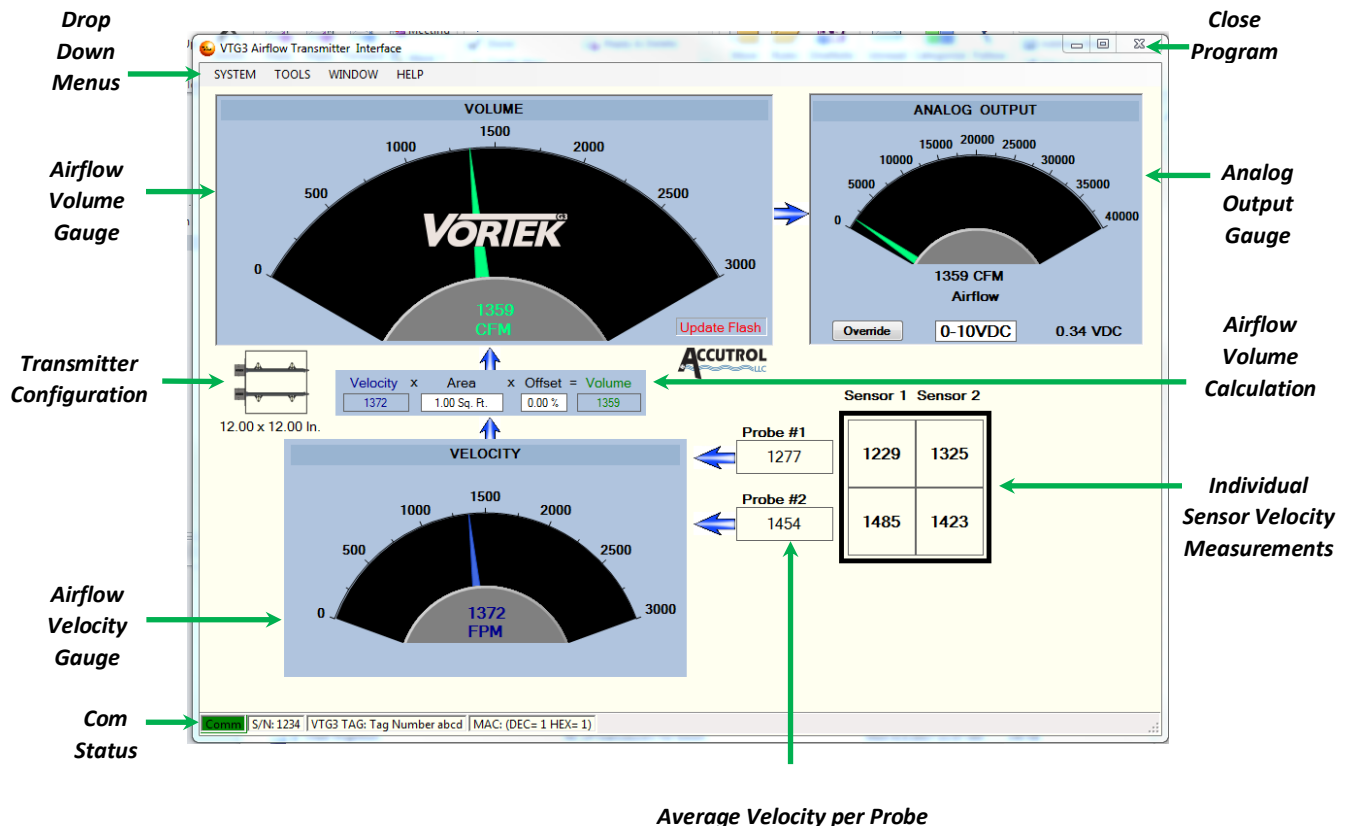 Drop
Down
Menus
Close
Program
VTG3 Airflow Transmitter Interface
SYSTEM TOOLS WINDOW HELP
Airflow
Volume
Gauge
VOLUME
0
500
1000
1500
2000
2500
3000
VORTEK®
1359
CFM
Update Flash
ANALOG OUTPUT
0
5000
10000
15000
20000
25000
30000
35000
40000
1359 CFM
Airflow
Override 0-10VDC 0.34 VDC
Analog
Output
Gauge
Transmitter
Configuration
12.00 x 12.00 In.
ACCUTROL LLC
Velocity x Area x Offset = Volume
1372 1.00 Sq. Ft. 0.00 % 1359
Airflow
Volume
Calculation
Sensor 1 Sensor 2
Probe #1
1277
1229 1325
Probe #2
1454
1485 1423
Individual
Sensor Velocity
Measurements
VELOCITY
0
500
1000
1500
2000
2500
3000
1372
FPM
Airflow
Velocity
Gauge
Com
Status
Comm S/N: 1234 VTG3 TAG: Tag Number abcd MAC: (DEC= 1 HEX= 1)
Average Velocity per Probe